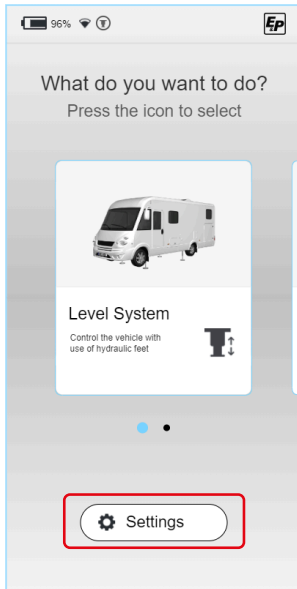 96%
EP
What do you want to do?
Press the icon to select
Level System
Control the vehicle with
use of hydraulic feet
Settings